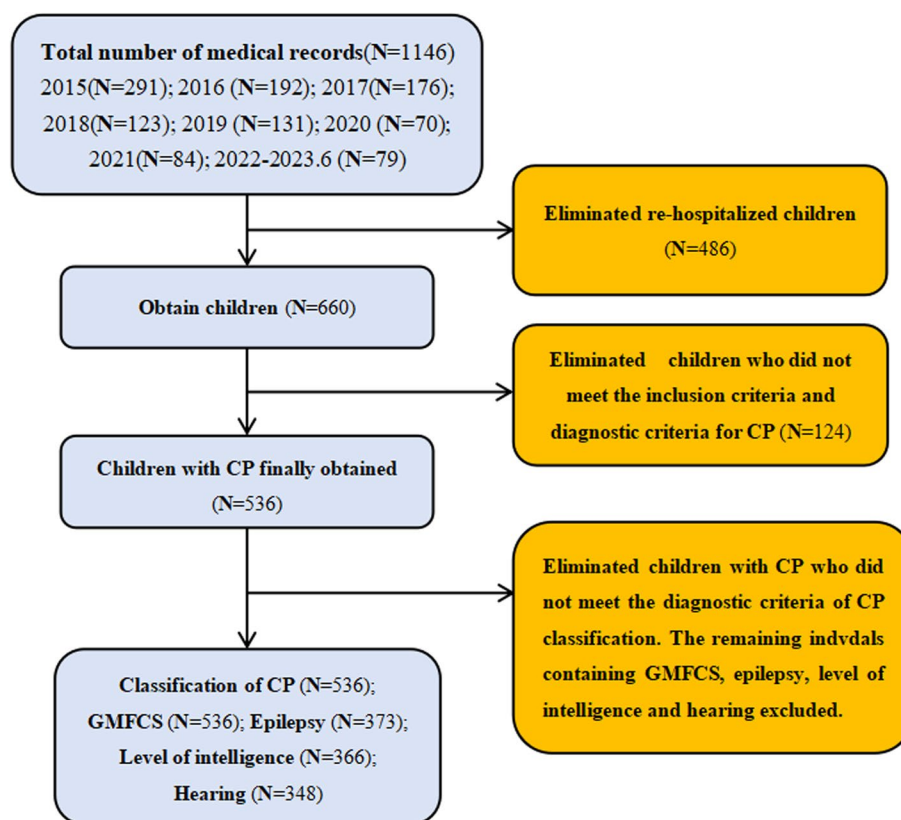 Total number of medical records(N=1146)
2015(N=291); 2016 (N=192); 2017(N=176);
2018(N=123); 2019 (N=131); 2020 (N=70);
2021(N=84); 2022-2023.6 (N=79)
Eliminated re-hospitalized children
(N=486)
Obtain children (N=660)
Eliminated children who did not
meet the inclusion criteria and
diagnostic criteria for CP (N=124)
Children with CP finally obtained
(N=536)
Eliminated children with CP who did
not meet the diagnostic criteria of CP
classification. The remaining indvdals
containing GMFCS, epilepsy, level of
intelligence and hearing excluded.
Classification of CP (N=536);
GMFCS (N=536); Epilepsy (N=373);
Level of intelligence (N=366);
Hearing (N=348)